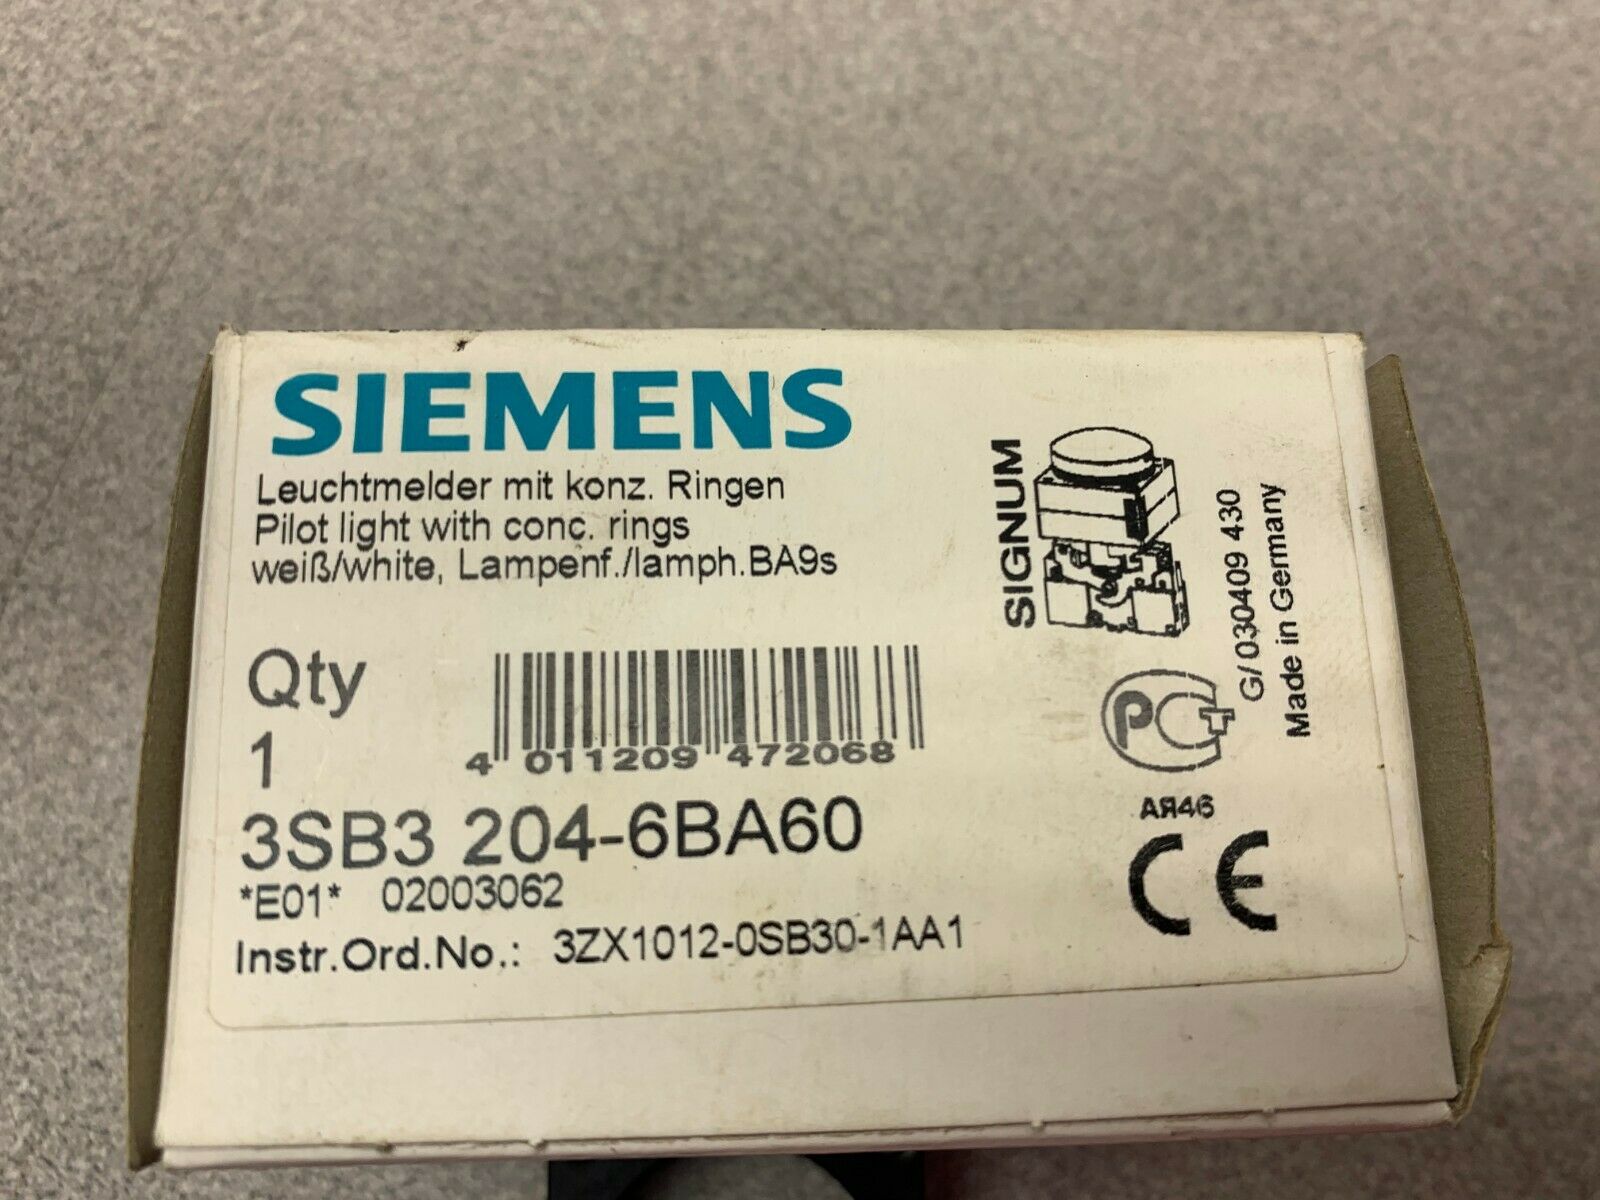 SIEMENS
Leuchtmelder mit konz. Ringen
Pilot light with conc. rings
weiß/white, Lampenf./lamph.BA9s
Qty
1
4 011209 472068
3SB3 204-6BA60
*E01* 02003062
Instr.Ord.No.: 3ZX1012-0SB30-1AA1
SIGNUM
G/ 030409 430
Made in Germany
АЯ46
CE